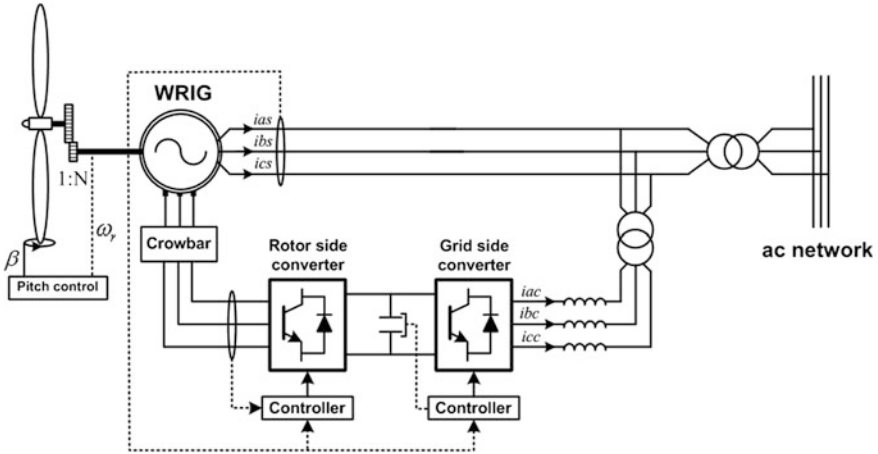 WRIG
ias
ibs
ics
1:N
ωr
β
Pitch control
Crowbar
Rotor side
converter
Grid side
converter
iac
ibc
icc
Controller
Controller
ac network